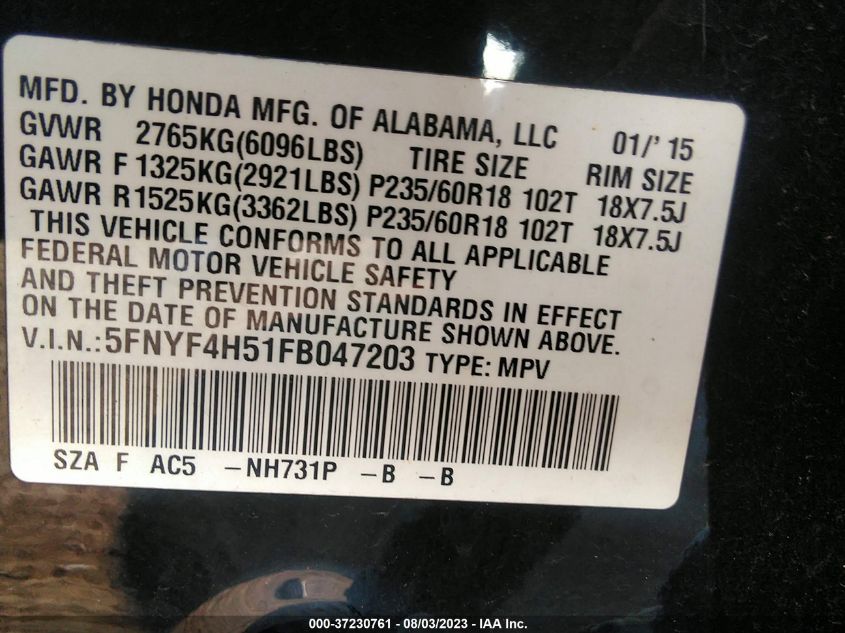 MFD. BY HONDA MFG. OF ALABAMA, LLC 01/' 15
GVWR 2765KG(6096LBS) TIRE SIZE RIM SIZE
GAWR F 1325KG(2921LBS) P235/60R18 102T 18X7.5J
GAWR R1525KG(3362LBS) P235/60R18 102T 18X7.5J
THIS VEHICLE CONFORMS TO ALL APPLICABLE
FEDERAL MOTOR VEHICLE SAFETY
AND THEFT PREVENTION STANDARDS IN EFFECT
ON THE DATE OF MANUFACTURE SHOWN ABOVE.
V.I.N.:5FNYF4H51FB047203 TYPE: MPV
SZA F AC5 -NH731P -B -B
000-37230761 - 08/03/2023 - IAA Inc.